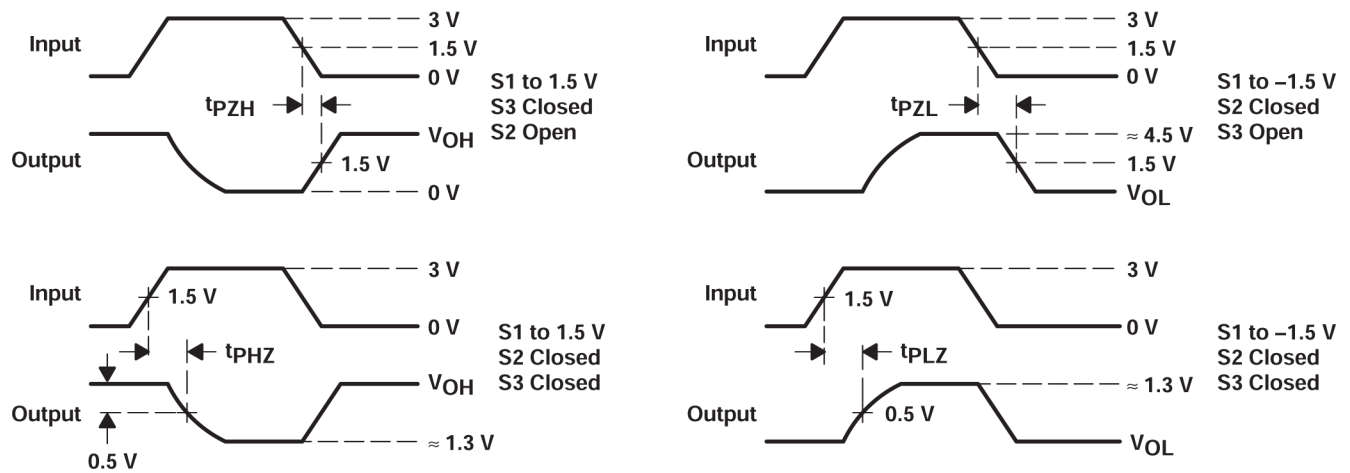 Input
3 V
1.5 V
0 V
tPZH
S1 to 1.5 V
S3 Closed
S2 Open
Output
VOH
1.5 V
0 V
Input
3 V
1.5 V
0 V
tPZL
S1 to –1.5 V
S2 Closed
S3 Open
Output
≈ 4.5 V
1.5 V
VOL
Input
3 V
1.5 V
0 V
tPHZ
S1 to 1.5 V
S2 Closed
S3 Closed
Output
VOH
0.5 V
≈ 1.3 V
Input
3 V
1.5 V
0 V
tPLZ
S1 to –1.5 V
S2 Closed
S3 Closed
Output
≈ 1.3 V
0.5 V
VOL